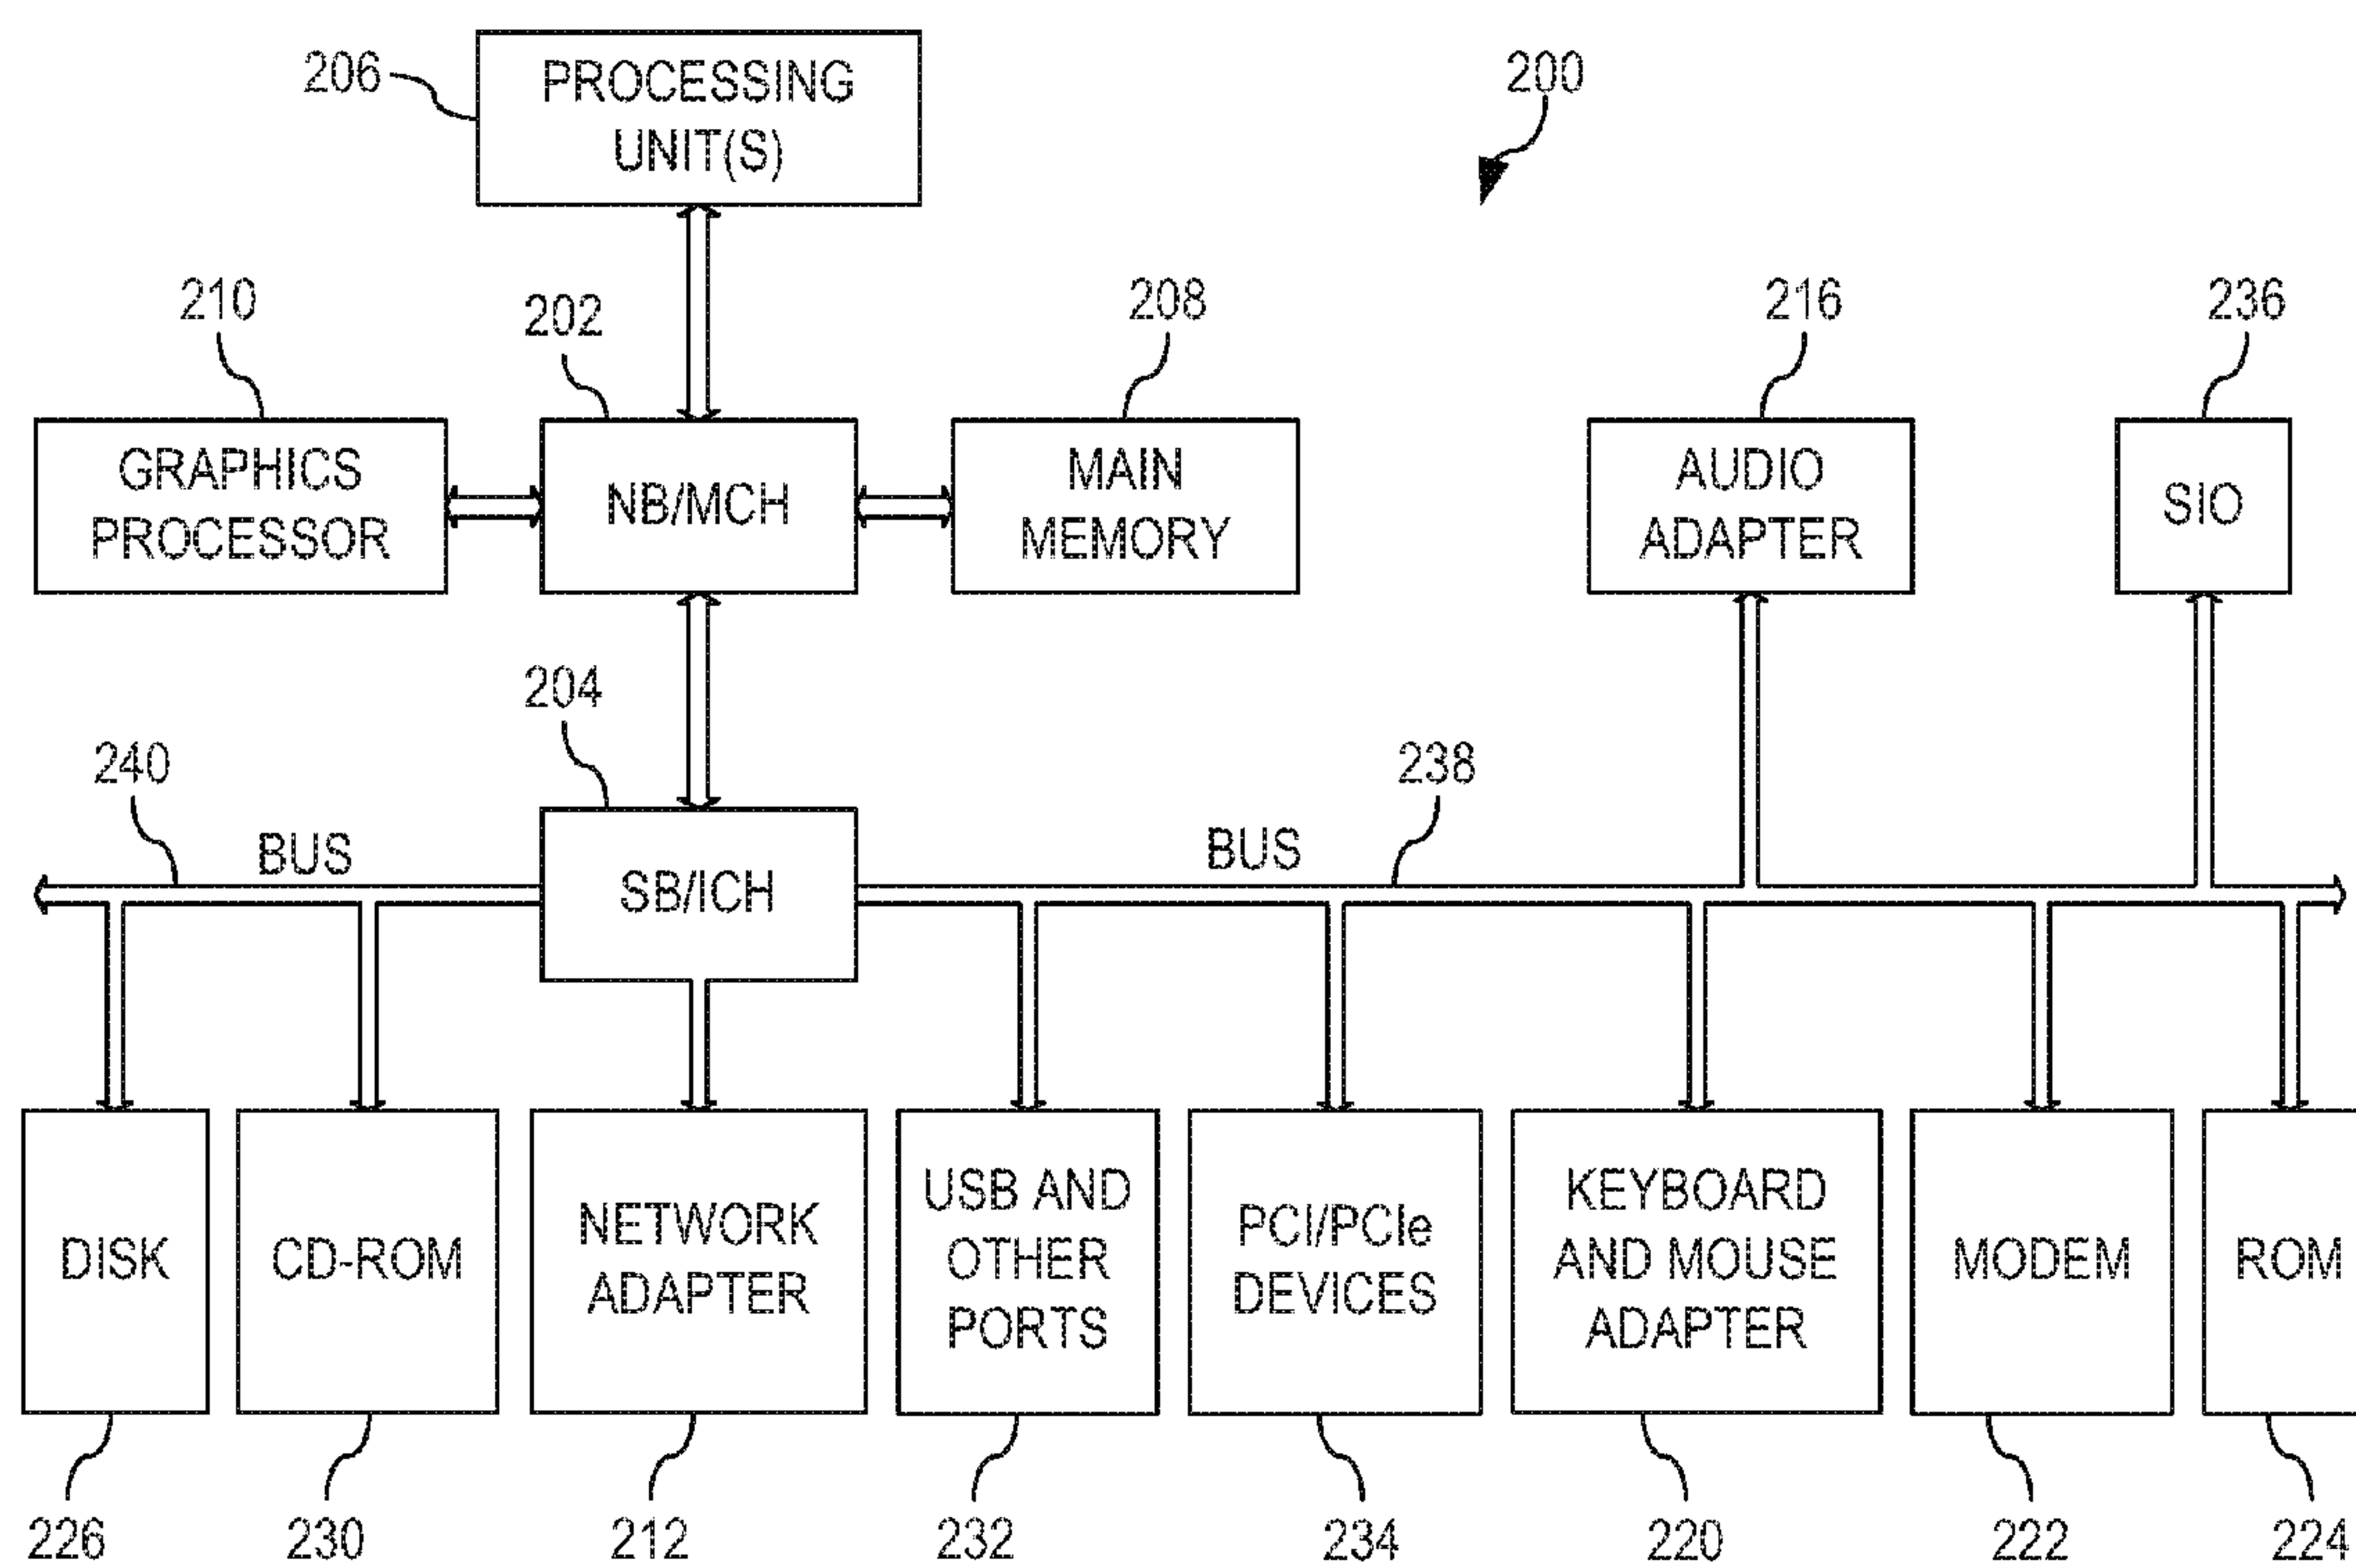 206
PROCESSING
UNIT(S)
200
210
202
208
216
236
GRAPHICS
PROCESSOR
NB/MCH
MAIN
MEMORY
AUDIO
ADAPTER
SIO
204
240
238
BUS
BUS
SB/ICH
DISK
CD-ROM
NETWORK
ADAPTER
USB AND
OTHER
PORTS
PCI/PCIe
DEVICES
KEYBOARD
AND MOUSE
ADAPTER
MODEM
ROM
226
230
212
232
234
220
222
224